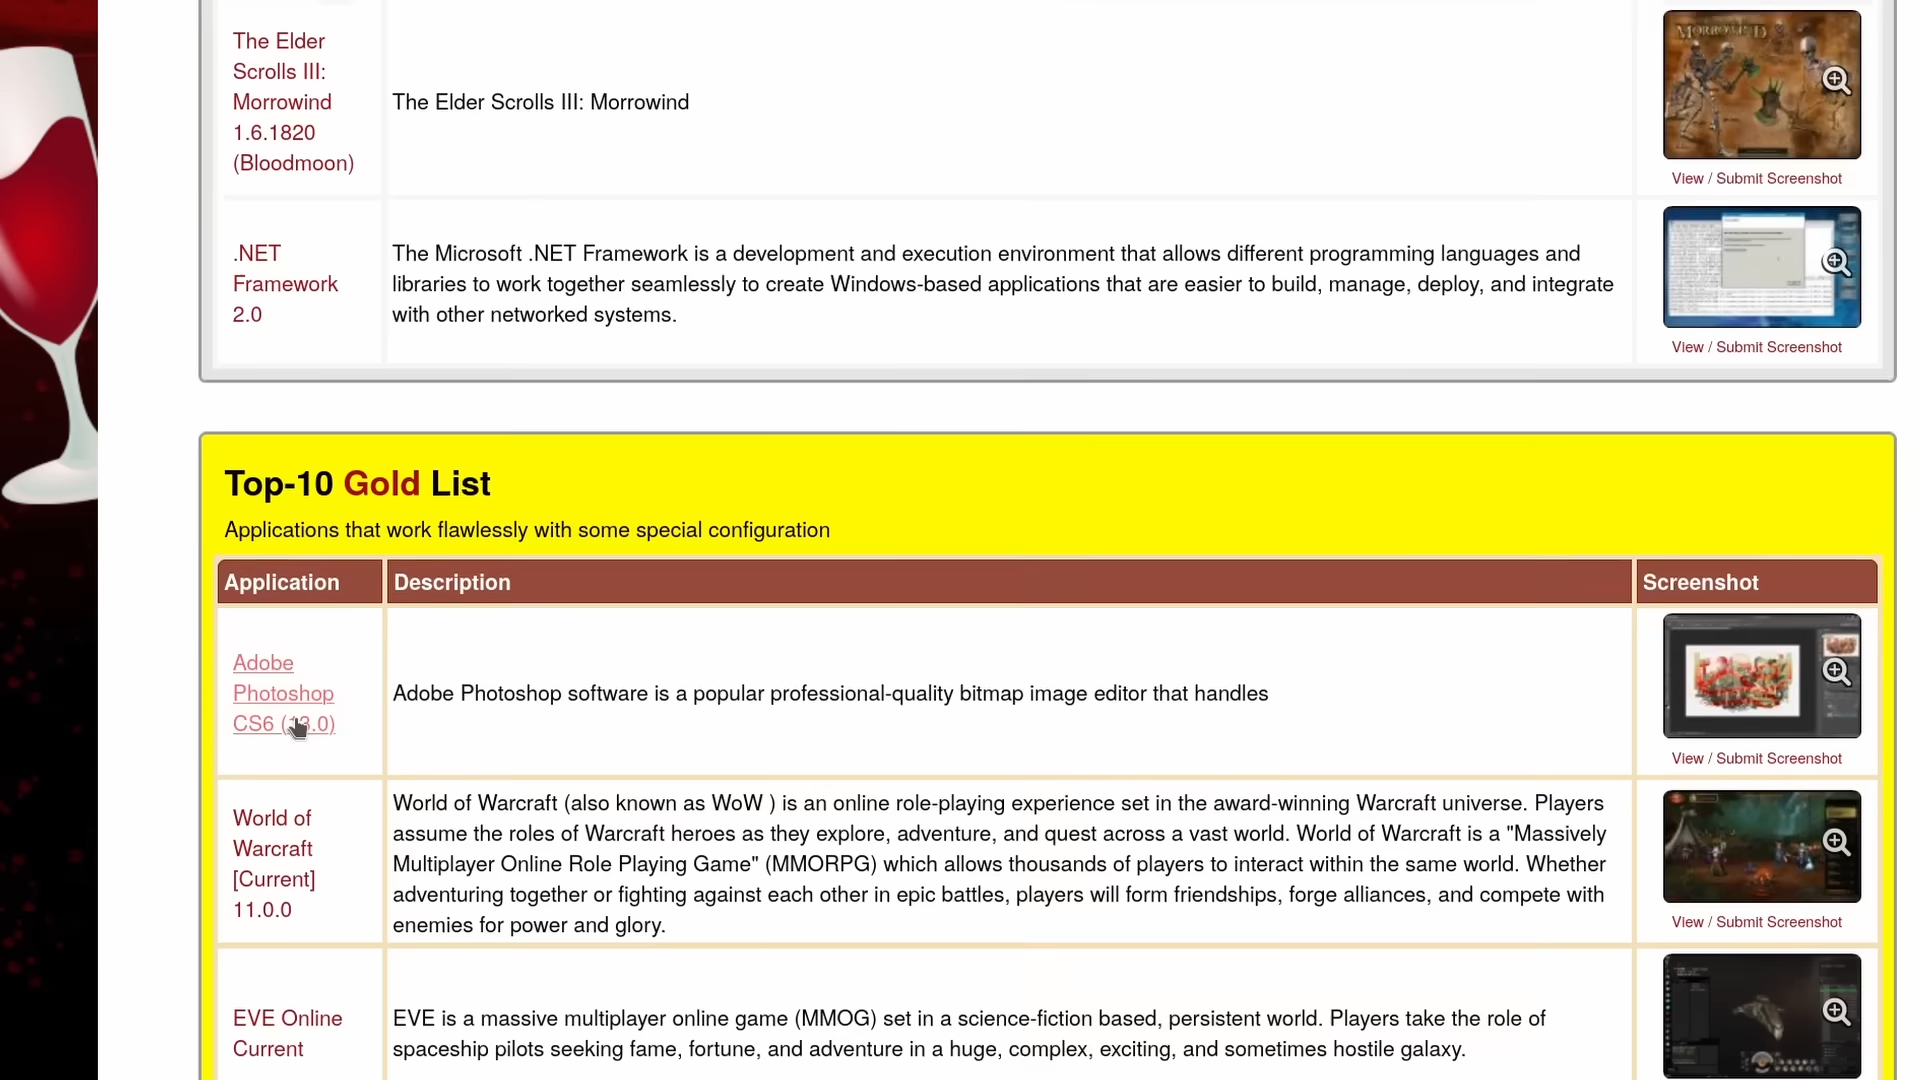 The Elder
Scrolls III:
Morrowind
1.6.1820
(Bloodmoon)
The Elder Scrolls III: Morrowind
MORROWIND
View / Submit Screenshot
.NET
Framework
2.0
The Microsoft .NET Framework is a development and execution environment that allows different programming languages and
libraries to work together seamlessly to create Windows-based applications that are easier to build, manage, deploy, and integrate
with other networked systems.
View / Submit Screenshot
Top-10 Gold List
Applications that work flawlessly with some special configuration
Application
Description
Screenshot
Adobe
Photoshop
CS6 (13.0)
Adobe Photoshop software is a popular professional-quality bitmap image editor that handles
View / Submit Screenshot
World of
Warcraft
[Current]
11.0.0
World of Warcraft (also known as WoW ) is an online role-playing experience set in the award-winning Warcraft universe. Players
assume the roles of Warcraft heroes as they explore, adventure, and quest across a vast world. World of Warcraft is a "Massively
Multiplayer Online Role Playing Game" (MMORPG) which allows thousands of players to interact within the same world. Whether
adventuring together or fighting against each other in epic battles, players will form friendships, forge alliances, and compete with
enemies for power and glory.
View / Submit Screenshot
EVE Online
Current
EVE is a massive multiplayer online game (MMOG) set in a science-fiction based, persistent world. Players take the role of
spaceship pilots seeking fame, fortune, and adventure in a huge, complex, exciting, and sometimes hostile galaxy.